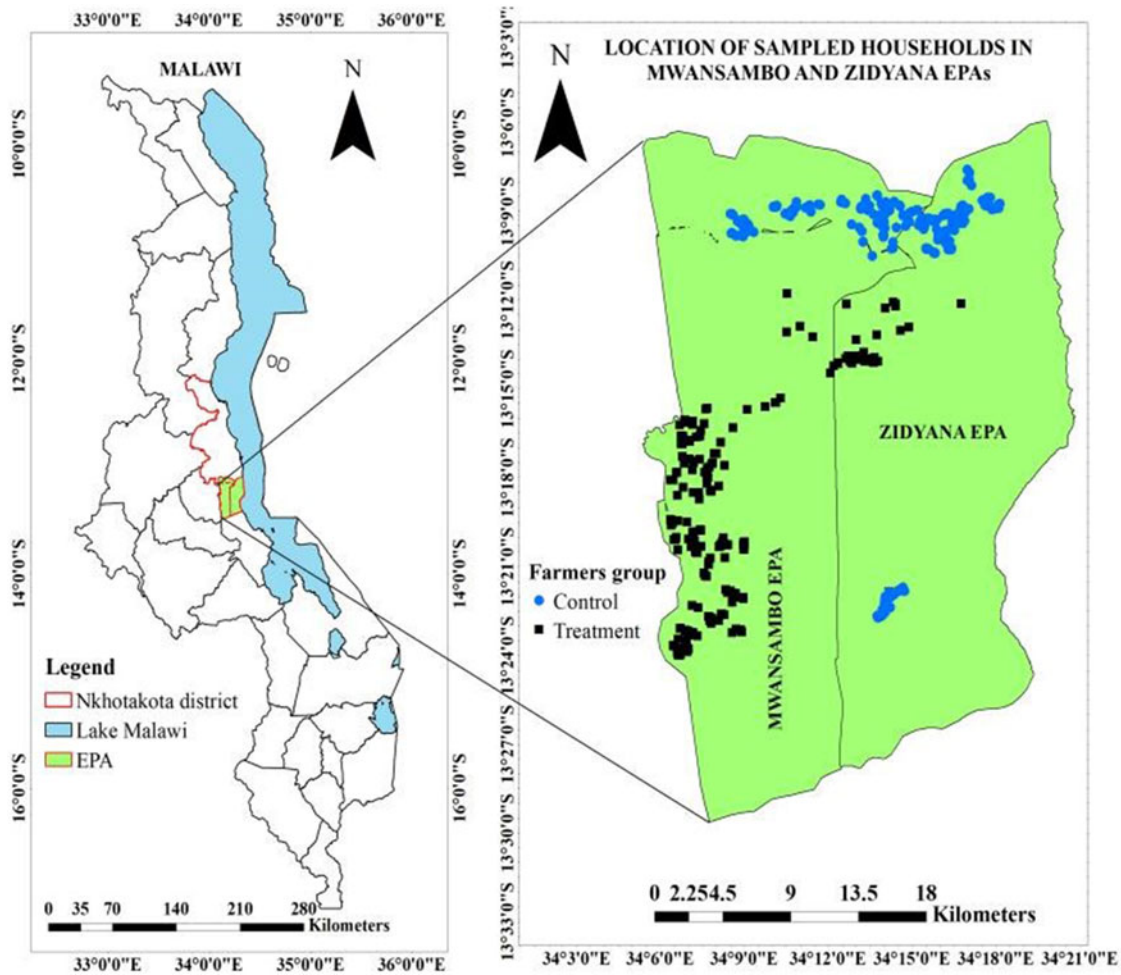 33°0'0"E 34°0'0"E 35°0'0"E 36°0'0"E
MALAWI
N
10°0'0"S
12°0'0"S
14°0'0"S
16°0'0"S
10°0'0"S
12°0'0"S
14°0'0"S
16°0'0"S
Legend
Nkhotakota district
Lake Malawi
EPA
0 35 70 140 210 280
Kilometers
33°0'0"E 34°0'0"E 35°0'0"E 36°0'0"E
LOCATION OF SAMPLED HOUSEHOLDS IN
MWANSAMBO AND ZIDYANA EPAs
N
13°3'0"S
13°6'0"S
13°9'0"S
13°12'0"S
13°15'0"S
13°18'0"S
13°21'0"S
13°24'0"S
13°27'0"S
13°30'0"S
13°33'0"S
ZIDYANA EPA
MWANSAMBO EPA
Farmers group
Control
Treatment
0 2.254.5 9 13.5 18
Kilometers
34°3'0"E 34°6'0"E 34°9'0"E 34°12'0"E 34°15'0"E 34°18'0"E 34°21'0"E